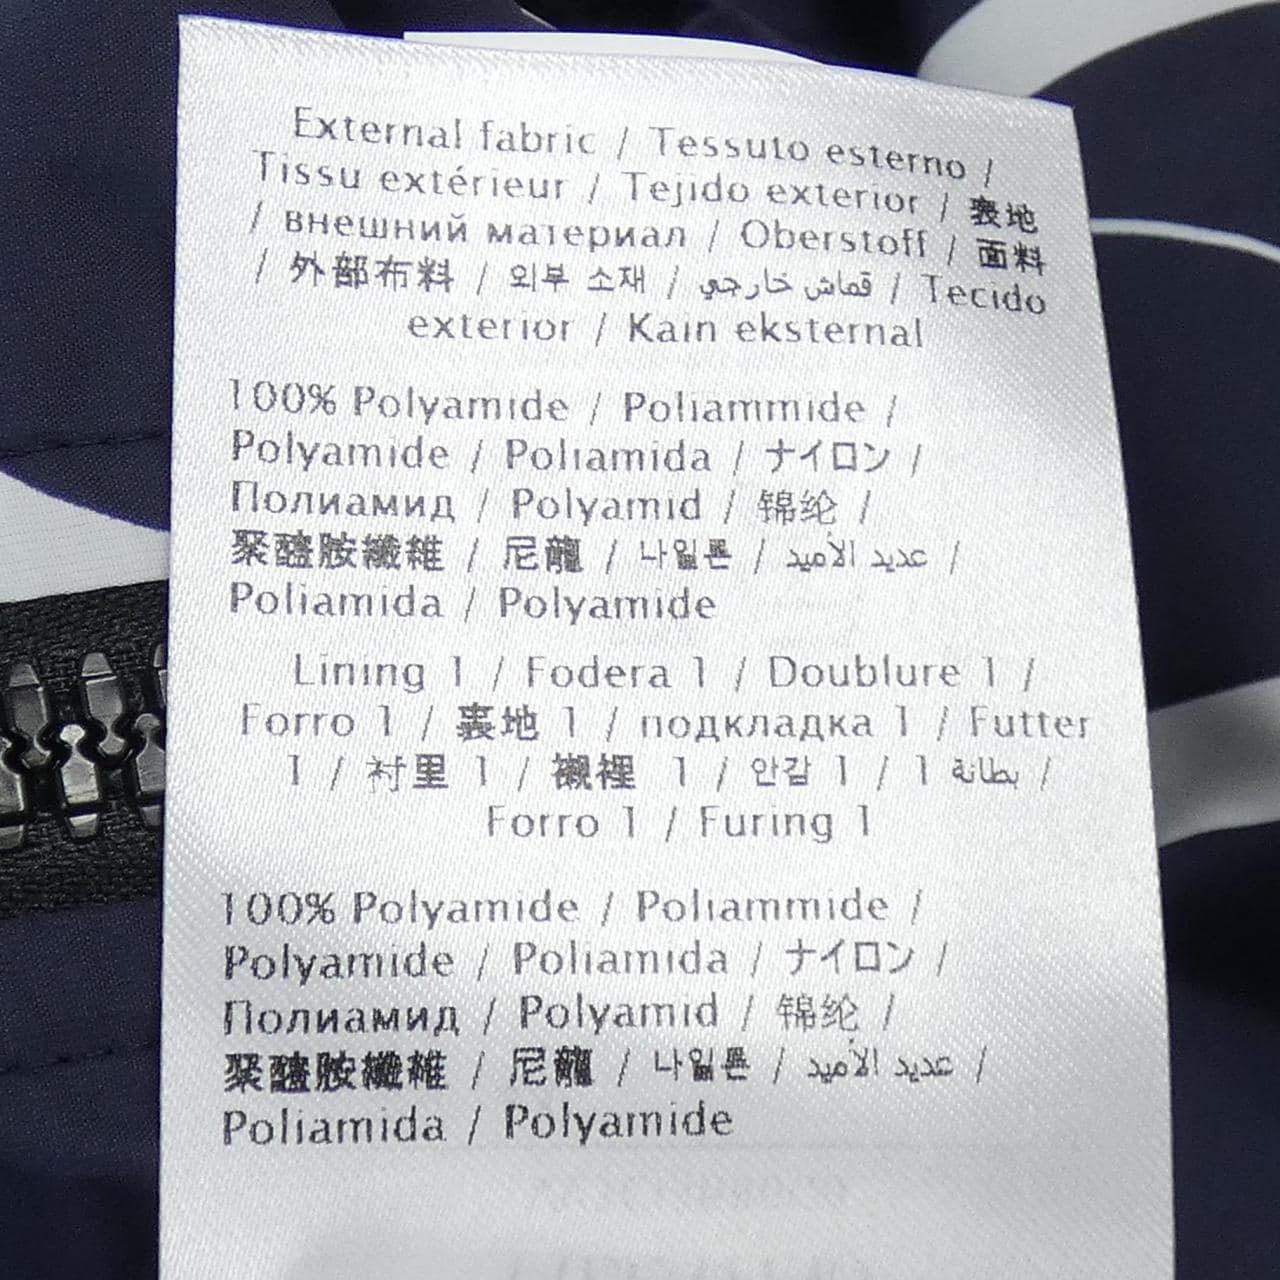 External fabric / Tessuto esterno /
Tissu extérieur / Tejido exterior / 表地
/ внешний материал / Oberstoff / 面料
/ 外部布料 / 외부 소재 / قماش خارجي / Tecido
exterior / Kain eksternal
100% Polyamide / Poliammide /
Polyamide / Poliamida / ナイロン /
Полиамид / Polyamid / 锦纶 /
聚醯胺纖維 / 尼龍 / 나일론 / عديد الأميد /
Poliamida / Polyamide
Lining 1 / Fodera 1 / Doublure 1 /
Forro 1 / 裏地 1 / подкладка 1 / Futter
1 / 衬里 1 / 襯裡 1 / 안감 1 / بطانة 1 /
Forro 1 / Furing 1
100% Polyamide / Poliammide /
Polyamide / Poliamida / ナイロン /
Полиамид / Polyamid / 锦纶 /
聚醯胺纖維 / 尼龍 / 나일론 / عديد الأميد /
Poliamida / Polyamide